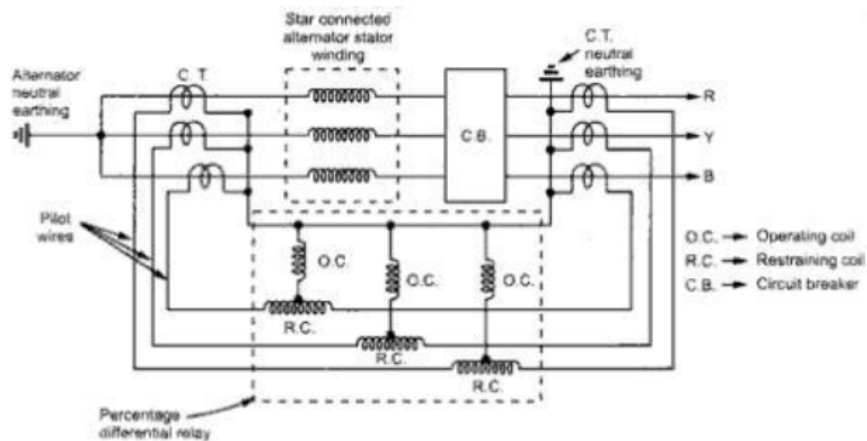 Star connected
alternator stator
winding
C.T.
neutral
earthing
Alternator
neutral
earthing
C.T.
R
Y
B
C.B.
Pilot
wires
O.C.
O.C.
O.C.
R.C.
R.C.
R.C.
O.C. → Operating coil
R.C. → Restraining coil
C.B. → Circuit breaker
Percentage
differential relay